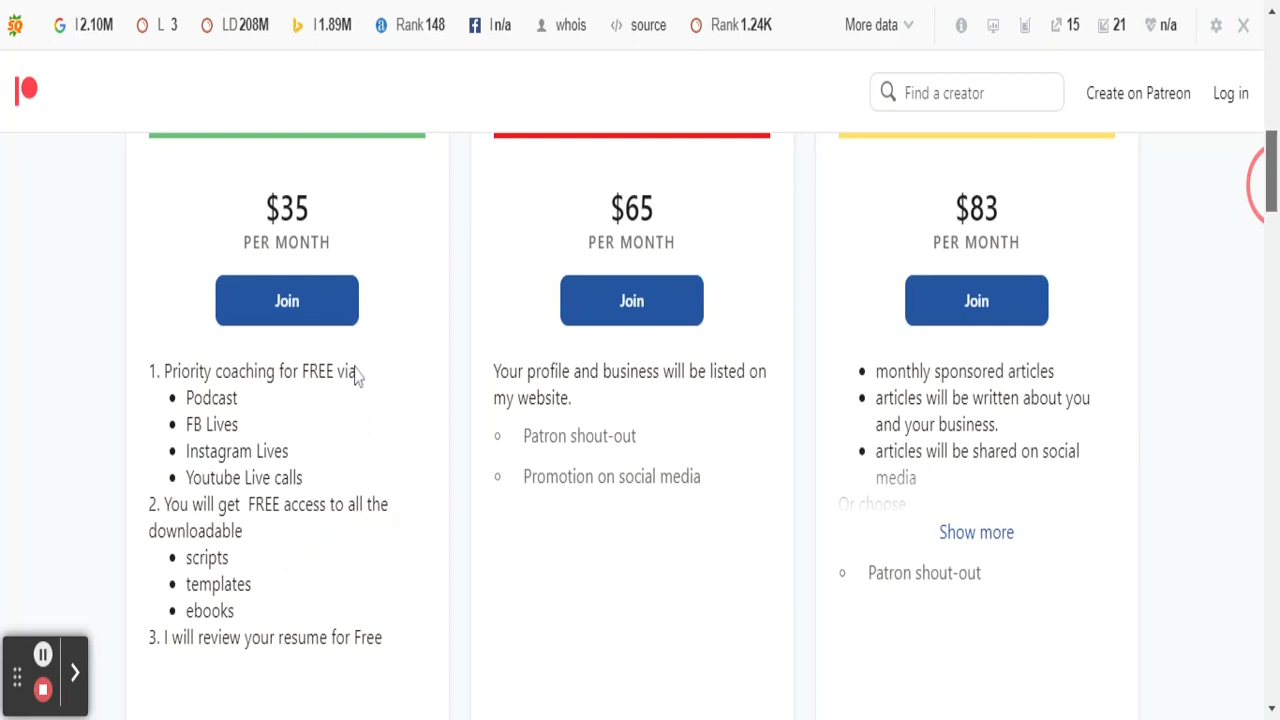 I 2.10M L 3 LD 208M I 1.89M Rank 148 I n/a whois source Rank 1.24K More data 15 21 n/a
Find a creator
Create on Patreon
Log in
$35
PER MONTH
Join
1. Priority coaching for FREE via
• Podcast
• FB Lives
• Instagram Lives
• Youtube Live calls
2. You will get FREE access to all the
downloadable
• scripts
• templates
• ebooks
3. I will review your resume for Free
$65
PER MONTH
Join
Your profile and business will be listed on
my website.
Patron shout-out
Promotion on social media
$83
PER MONTH
Join
• monthly sponsored articles
• articles will be written about you
and your business.
• articles will be shared on social
media
Or choose
Show more
Patron shout-out